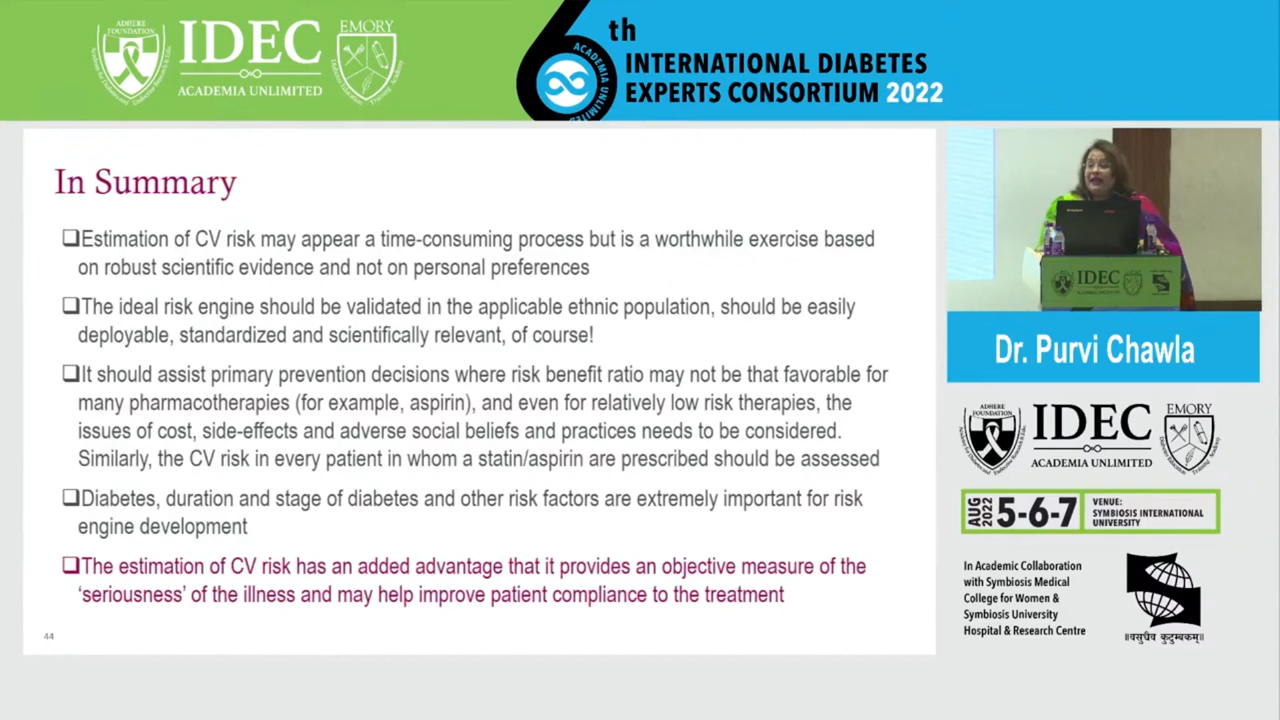 ADHERE
FOUNDATION
IDEC
ACADEMIA UNLIMITED
EMORY
6th
ACADEMIA UNLIMITED
INTERNATIONAL DIABETES
EXPERTS CONSORTIUM 2022
In Summary
❑Estimation of CV risk may appear a time-consuming process but is a worthwhile exercise based
on robust scientific evidence and not on personal preferences
❑The ideal risk engine should be validated in the applicable ethnic population, should be easily
deployable, standardized and scientifically relevant, of course!
❑It should assist primary prevention decisions where risk benefit ratio may not be that favorable for
many pharmacotherapies (for example, aspirin), and even for relatively low risk therapies, the
issues of cost, side-effects and adverse social beliefs and practices needs to be considered.
Similarly, the CV risk in every patient in whom a statin/aspirin are prescribed should be assessed
❑Diabetes, duration and stage of diabetes and other risk factors are extremely important for risk
engine development
❑The estimation of CV risk has an added advantage that it provides an objective measure of the
‘seriousness’ of the illness and may help improve patient compliance to the treatment
44
IDEC
Dr. Purvi Chawla
ADHERE
FOUNDATION
IDEC
ACADEMIA UNLIMITED
EMORY
AUG
2022
5-6-7
VENUE:
SYMBIOSIS INTERNATIONAL
UNIVERSITY
In Academic Collaboration
with Symbiosis Medical
College for Women &
Symbiosis University
Hospital & Research Centre
॥वसुधैव कुटुम्बकम्॥